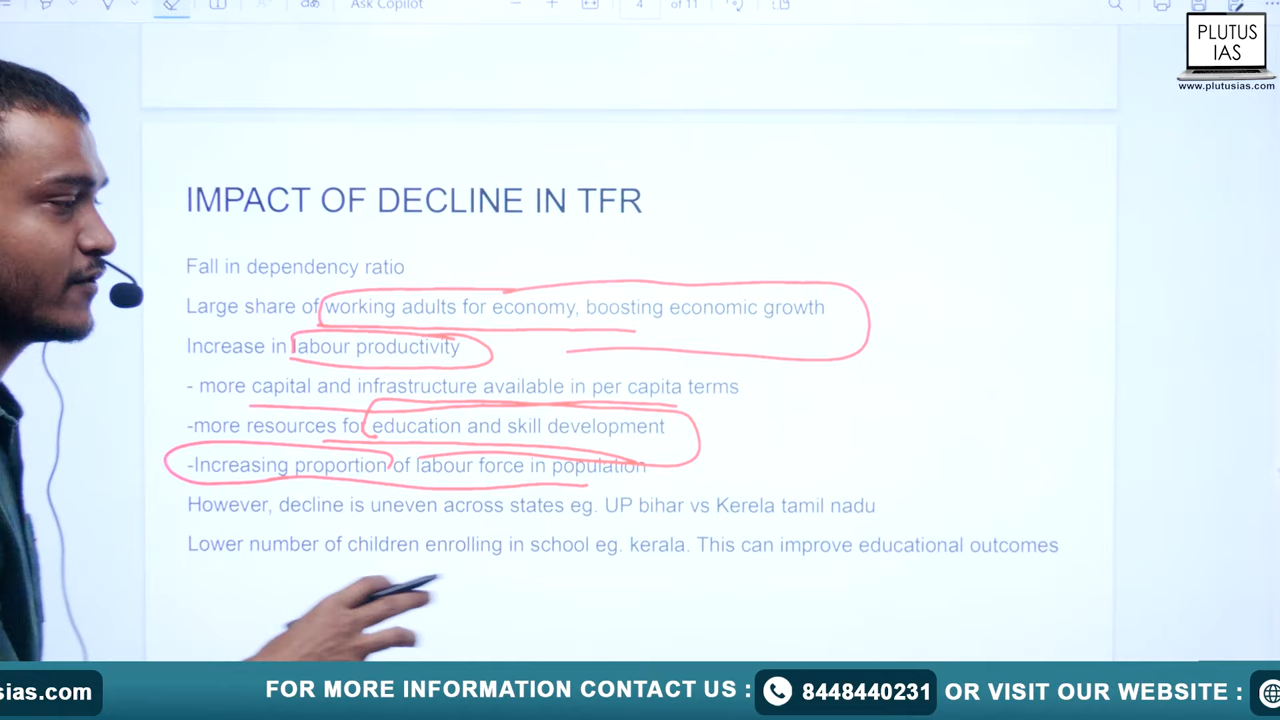 Ask Copilot
4 of 11
PLUTUS
IAS
www.plutusias.com
IMPACT OF DECLINE IN TFR
Fall in dependency ratio
Large share of working adults for economy, boosting economic growth
Increase in labour productivity
- more capital and infrastructure available in per capita terms
-more resources for education and skill development
-Increasing proportion of labour force in population
However, decline is uneven across states eg. UP bihar vs Kerela tamil nadu
Lower number of children enrolling in school eg. kerala. This can improve educational outcomes
sias.com FOR MORE INFORMATION CONTACT US : 8448440231 OR VISIT OUR WEBSITE :